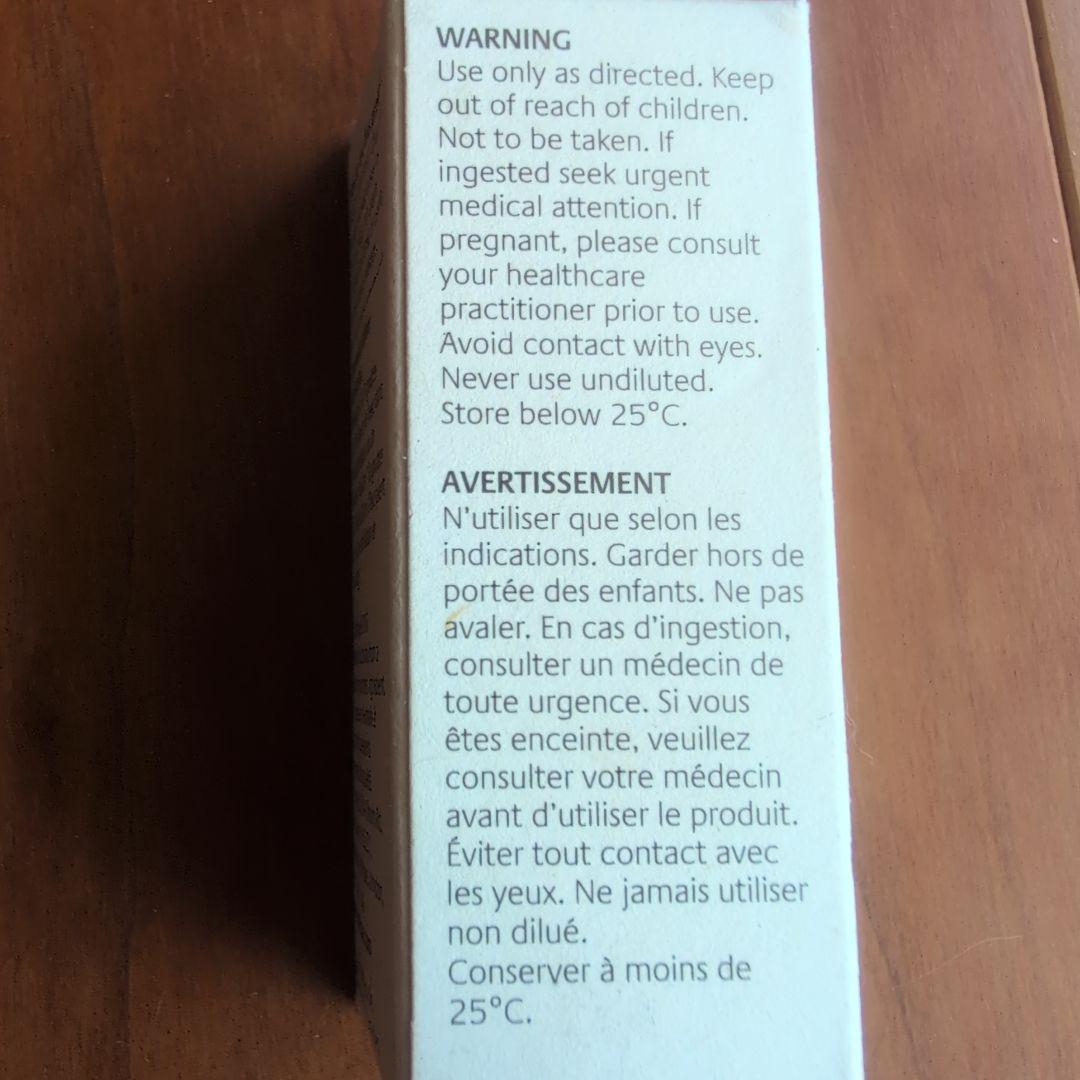 WARNING
Use only as directed. Keep
out of reach of children.
Not to be taken. If
ingested seek urgent
medical attention. If
pregnant, please consult
your healthcare
practitioner prior to use.
Avoid contact with eyes.
Never use undiluted.
Store below 25°C.
AVERTISSEMENT
N'utiliser que selon les
indications. Garder hors de
portée des enfants. Ne pas
avaler. En cas d'ingestion,
consulter un médecin de
toute urgence. Si vous
êtes enceinte, veuillez
consulter votre médecin
avant d'utiliser le produit.
Éviter tout contact avec
les yeux. Ne jamais utiliser
non dilué.
Conserver à moins de
25°C.